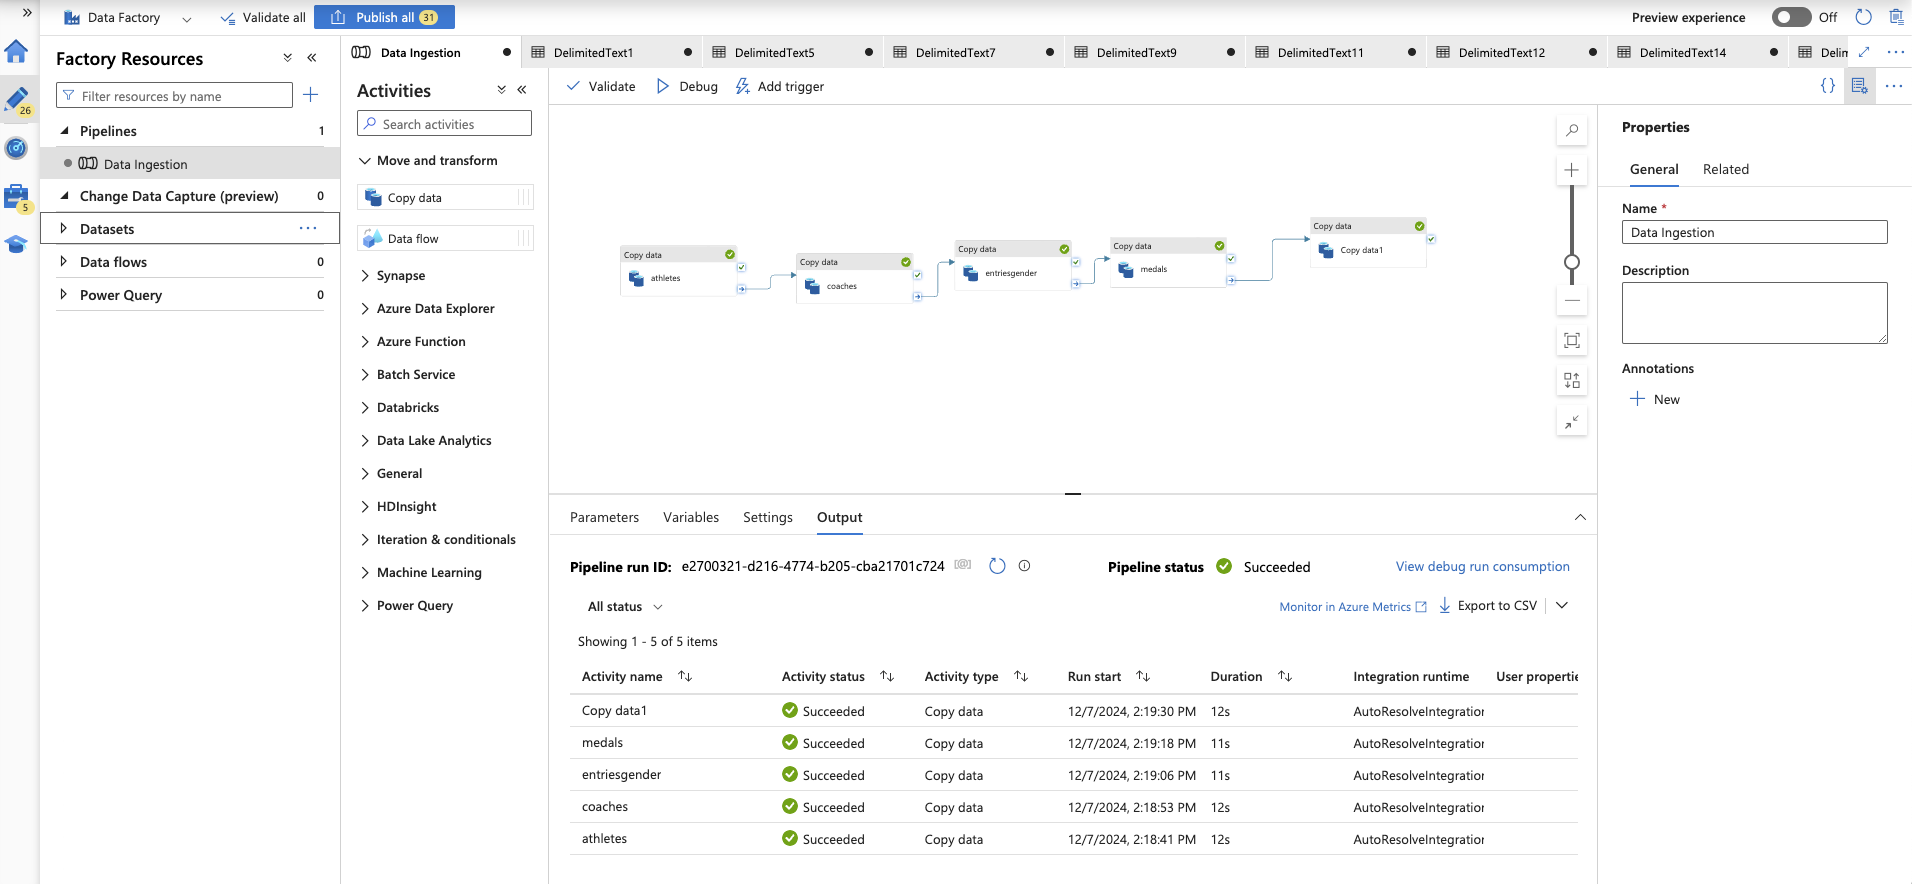 Data Factory
Validate all
Publish all 31
Preview experience
Off
26
5
Factory Resources
Filter resources by name
Pipelines 1
Data Ingestion
Change Data Capture (preview) 0
Datasets
Data flows 0
Power Query 0
Data Ingestion
DelimitedText1
DelimitedText5
DelimitedText7
DelimitedText9
DelimitedText11
DelimitedText12
DelimitedText14
Delim
Activities
Search activities
Move and transform
Copy data
Data flow
Synapse
Azure Data Explorer
Azure Function
Batch Service
Databricks
Data Lake Analytics
General
HDInsight
Iteration & conditionals
Machine Learning
Power Query
Validate
Debug
Add trigger
{}
Copy data
athletes
Copy data
coaches
Copy data
entriesgender
Copy data
medals
Copy data
Copy data1
Parameters Variables Settings Output
Pipeline run ID: e2700321-d216-4774-b205-cba21701c724 [@]
Pipeline status Succeeded
View debug run consumption
All status
Monitor in Azure Metrics
Export to CSV
Showing 1 - 5 of 5 items
Activity name Activity status Activity type Run start Duration Integration runtime User propertie
Copy data1 Succeeded Copy data 12/7/2024, 2:19:30 PM 12s AutoResolveIntegration
medals Succeeded Copy data 12/7/2024, 2:19:18 PM 11s AutoResolveIntegration
entriesgender Succeeded Copy data 12/7/2024, 2:19:06 PM 11s AutoResolveIntegration
coaches Succeeded Copy data 12/7/2024, 2:18:53 PM 12s AutoResolveIntegration
athletes Succeeded Copy data 12/7/2024, 2:18:41 PM 12s AutoResolveIntegration
Properties
General Related
Name *
Data Ingestion
Description
Annotations
New